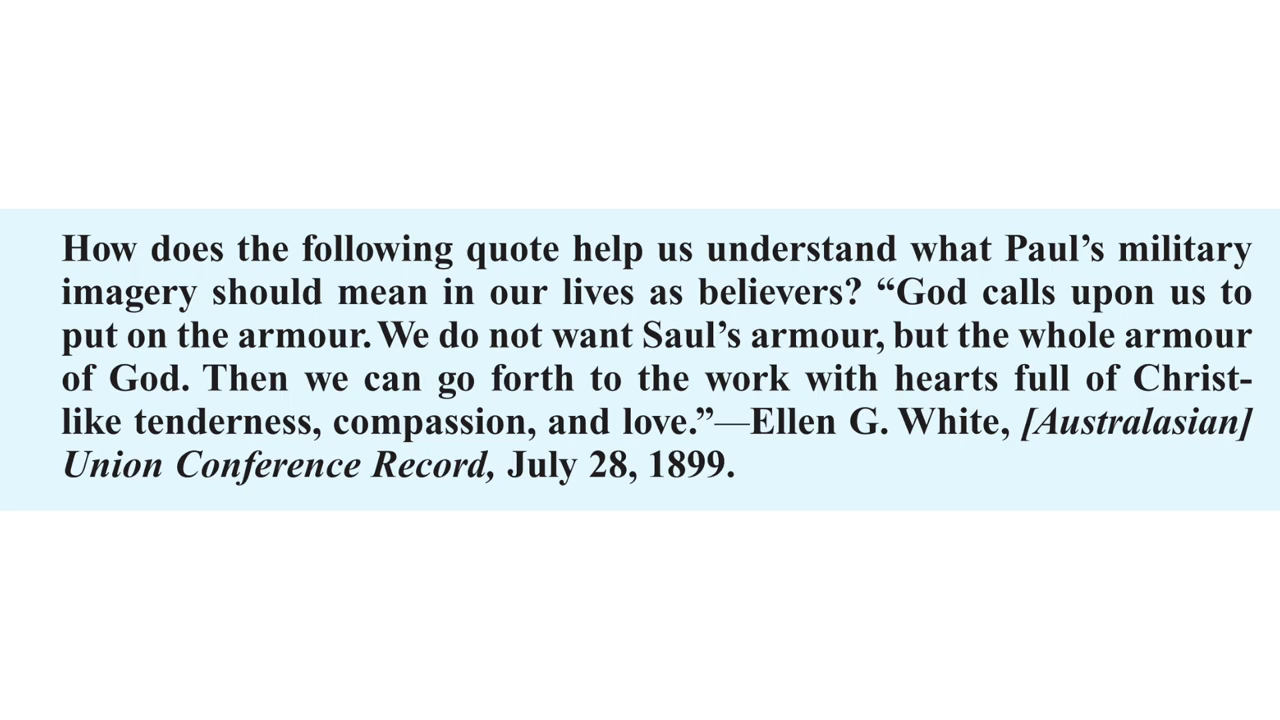 How does the following quote help us understand what Paul’s military
imagery should mean in our lives as believers? “God calls upon us to
put on the armour. We do not want Saul’s armour, but the whole armour
of God. Then we can go forth to the work with hearts full of Christ-
like tenderness, compassion, and love.”—Ellen G. White, [Australasian]
Union Conference Record, July 28, 1899.